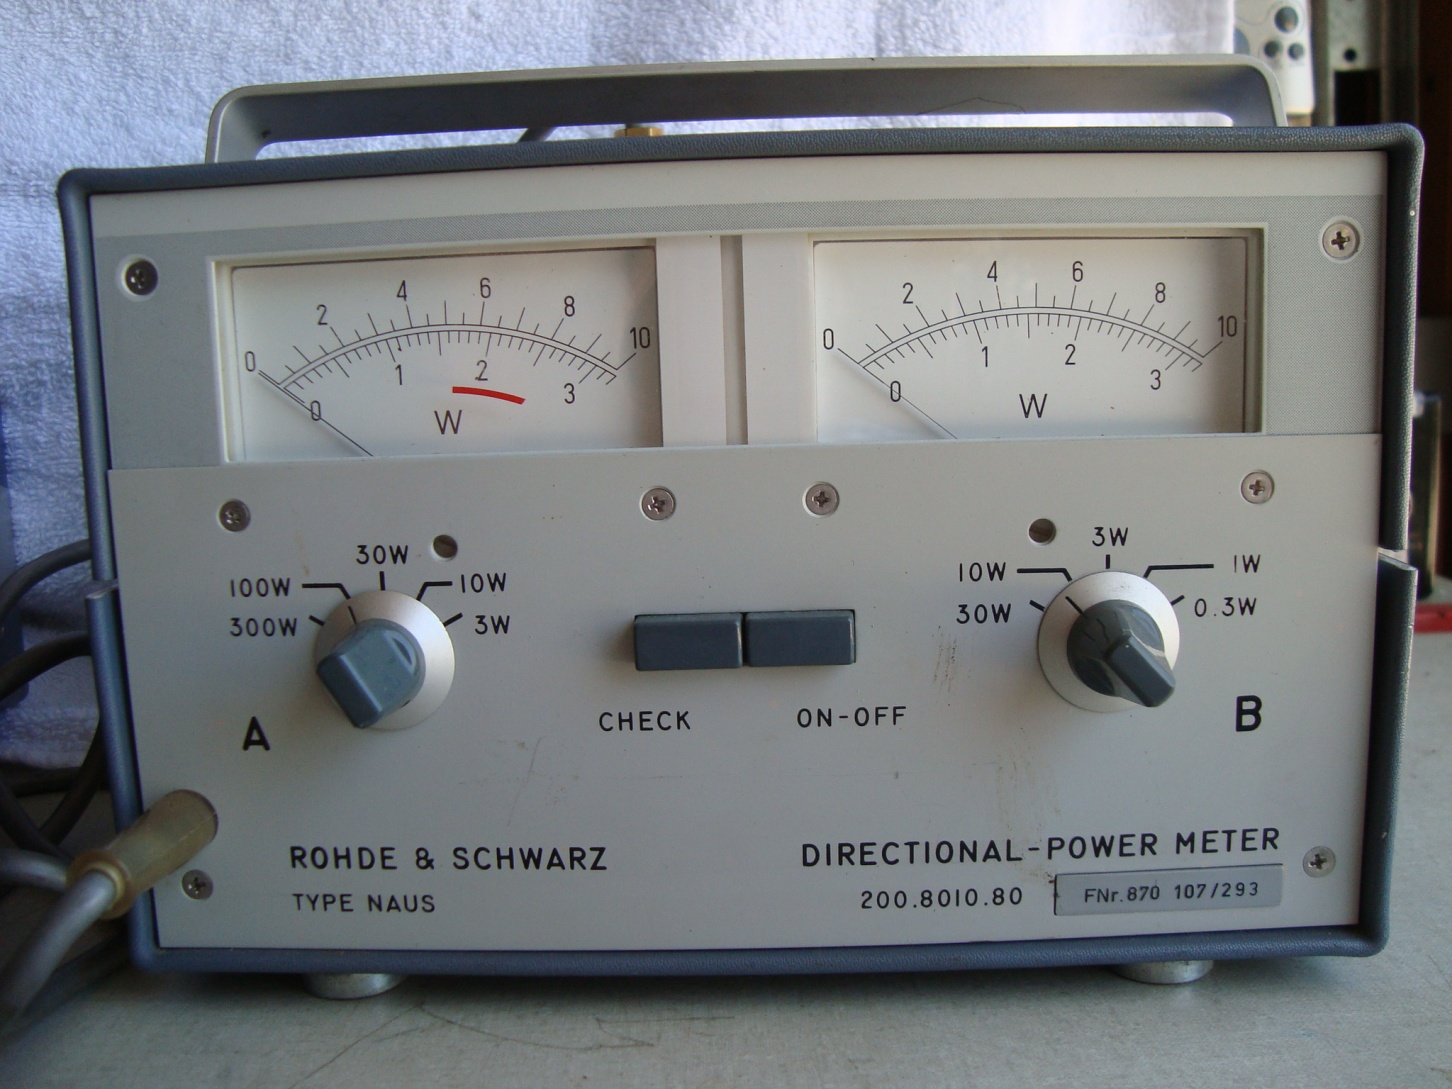 0 2 4 6 8 10
0 1 2 3
W
0 2 4 6 8 10
0 1 2 3
W
30W
100W 10W
300W 3W
3W
10W 1W
30W 0.3W
A
CHECK ON-OFF
B
ROHDE & SCHWARZ
TYPE NAUS
DIRECTIONAL-POWER METER
200.8010.80 FNr. 870 107/293